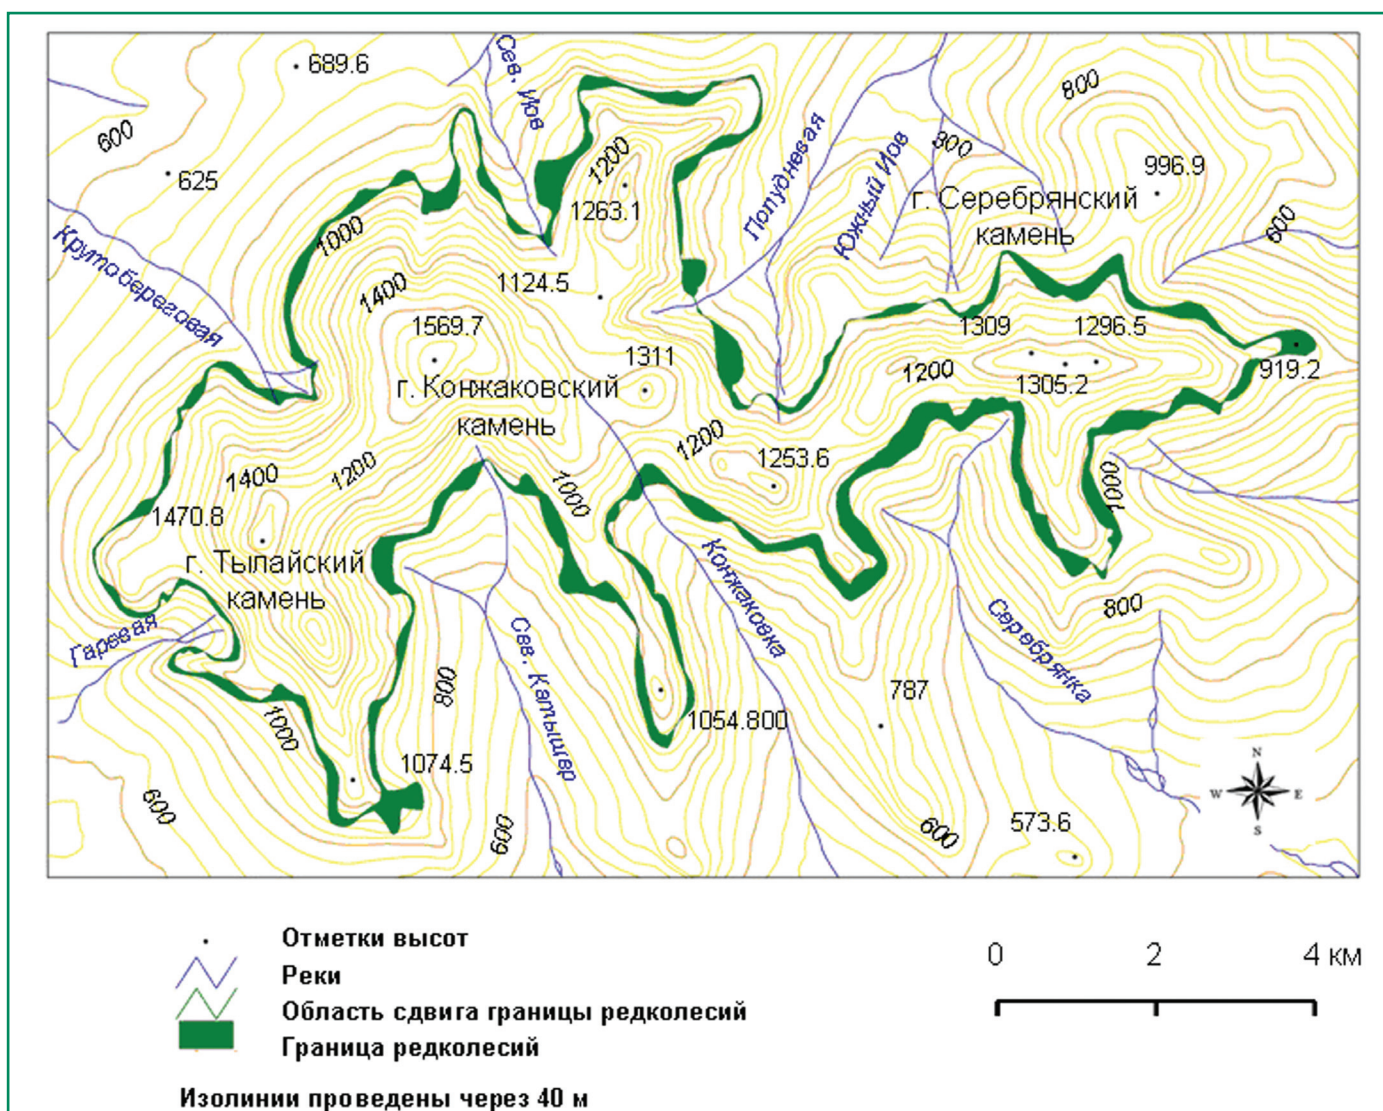 689.6
Сев. Иов
800
600
625
1200
1263.1
Полудневая
Южный Иов
800
996.9
г. Серебрянский
камень
600
Крутобереговая
1000
1400
1124.5
1569.7
1311
1309
1296.5
1200
1305.2
919.2
г. Конжаковский
камень
1200
1253.6
1400
1200
1000
1000
1470.8
г. Тылайский
камень
Конжаковка
800
Серебрянка
Гаревая
Сев. Катышер
800
787
1054.800
1000
1074.5
600
600
600
573.6
N
W E
S
Отметки высот
Реки
Область сдвига границы редколесий
Граница редколесий
0 2 4 км
Изолинии проведены через 40 м